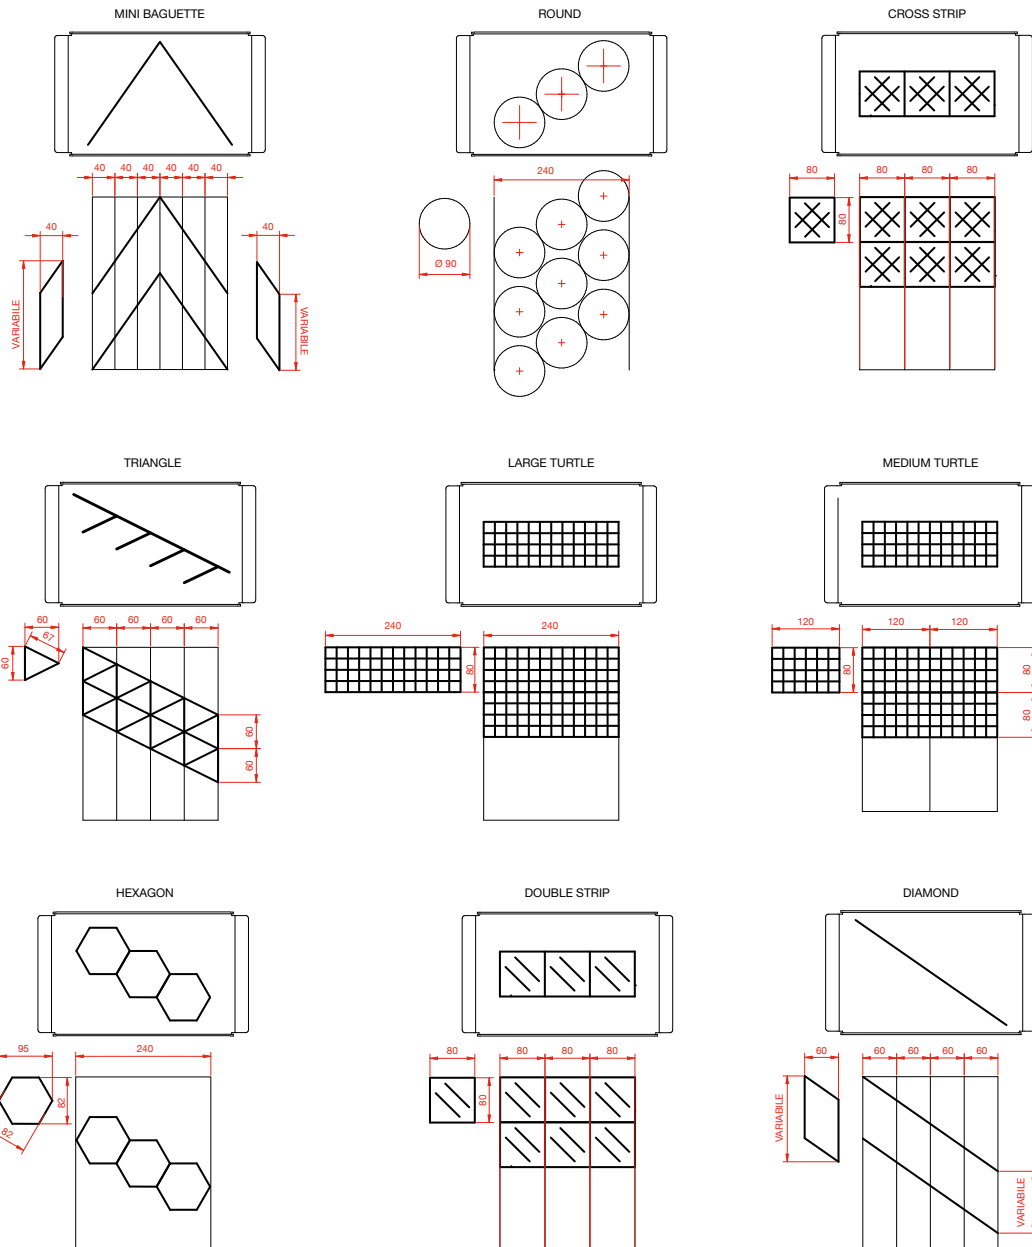 MINI BAGUETTE
ROUND
CROSS STRIP
40 40 40 40 40 40
240
80
80 80 80
40
40
80
Ø 90
VARIABILE
VARIABILE
TRIANGLE
LARGE TURTLE
MEDIUM TURTLE
60
67
60
60 60 60 60
60
60
240
80
240
120
80
120 120
80
80
HEXAGON
DOUBLE STRIP
DIAMOND
95
82
82
240
80
80
80 80 80
60
VARIABILE
60 60 60 60
VARIABILE